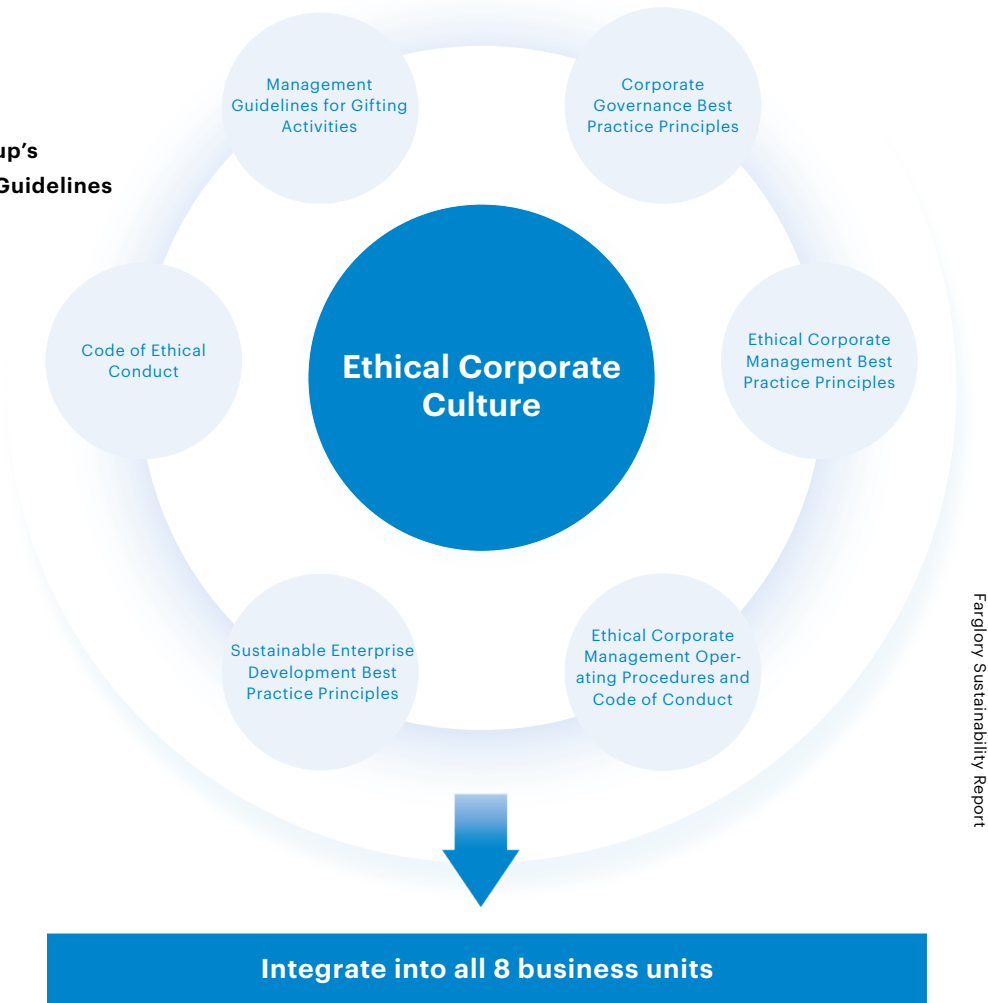 up's
Guidelines
Management
Guidelines for Gifting
Activities
Corporate
Governance Best
Practice Principles
Code of Ethical
Conduct
Ethical Corporate
Culture
Ethical Corporate
Management Best
Practice Principles
Sustainable Enterprise
Development Best
Practice Principles
Ethical Corporate
Management Oper-
ating Procedures and
Code of Conduct
Farglory Sustainability Report
Integrate into all 8 business units